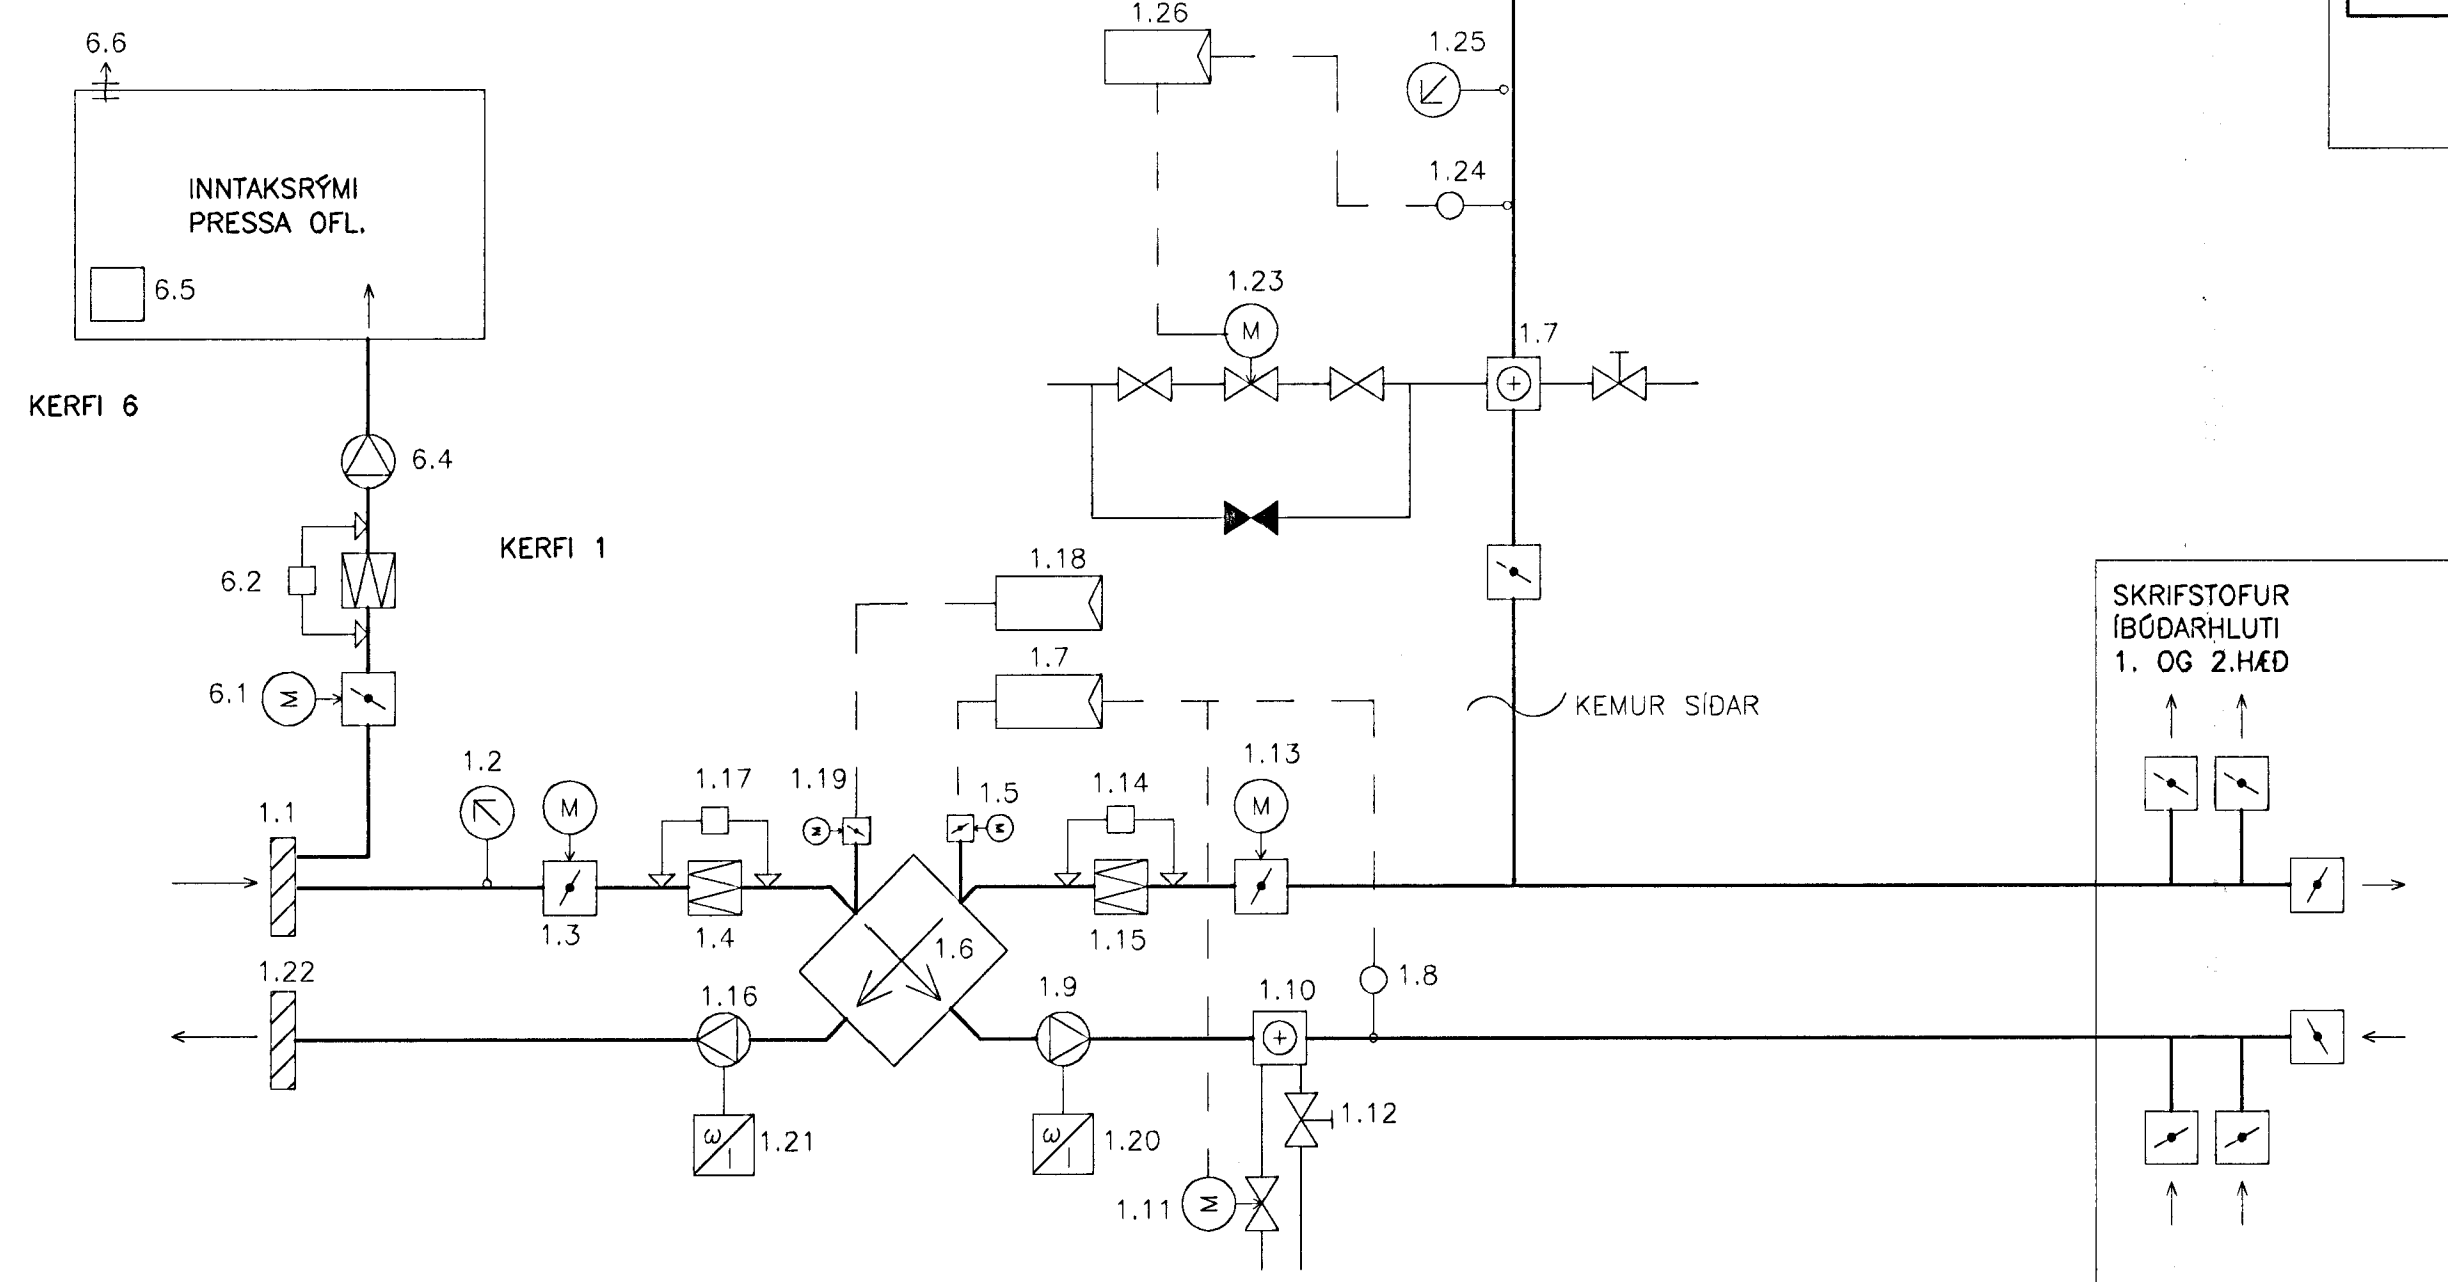 1.26
6.6
1.25
INNTAKSRÝMI
PRESSA OFL.
1.24
6.5
1.23
M
1.7
KERFI 6
6.4
KERFI 1
1.18
6.2
SKRIFSTOFUR
ÍBÚÐARHLUTI
1. OG 2.HÆÐ
1.7
6.1
M
KEMUR SÍÐAR
1.2
1.13
1.17
1.19
1.14
1.5
1.1
M
M
M
M
1.3
1.4
1.15
1.6
1.22
1.16
1.9
1.10
1.8
ω
I
1.21
ω
I
1.20
1.12
1.11
M